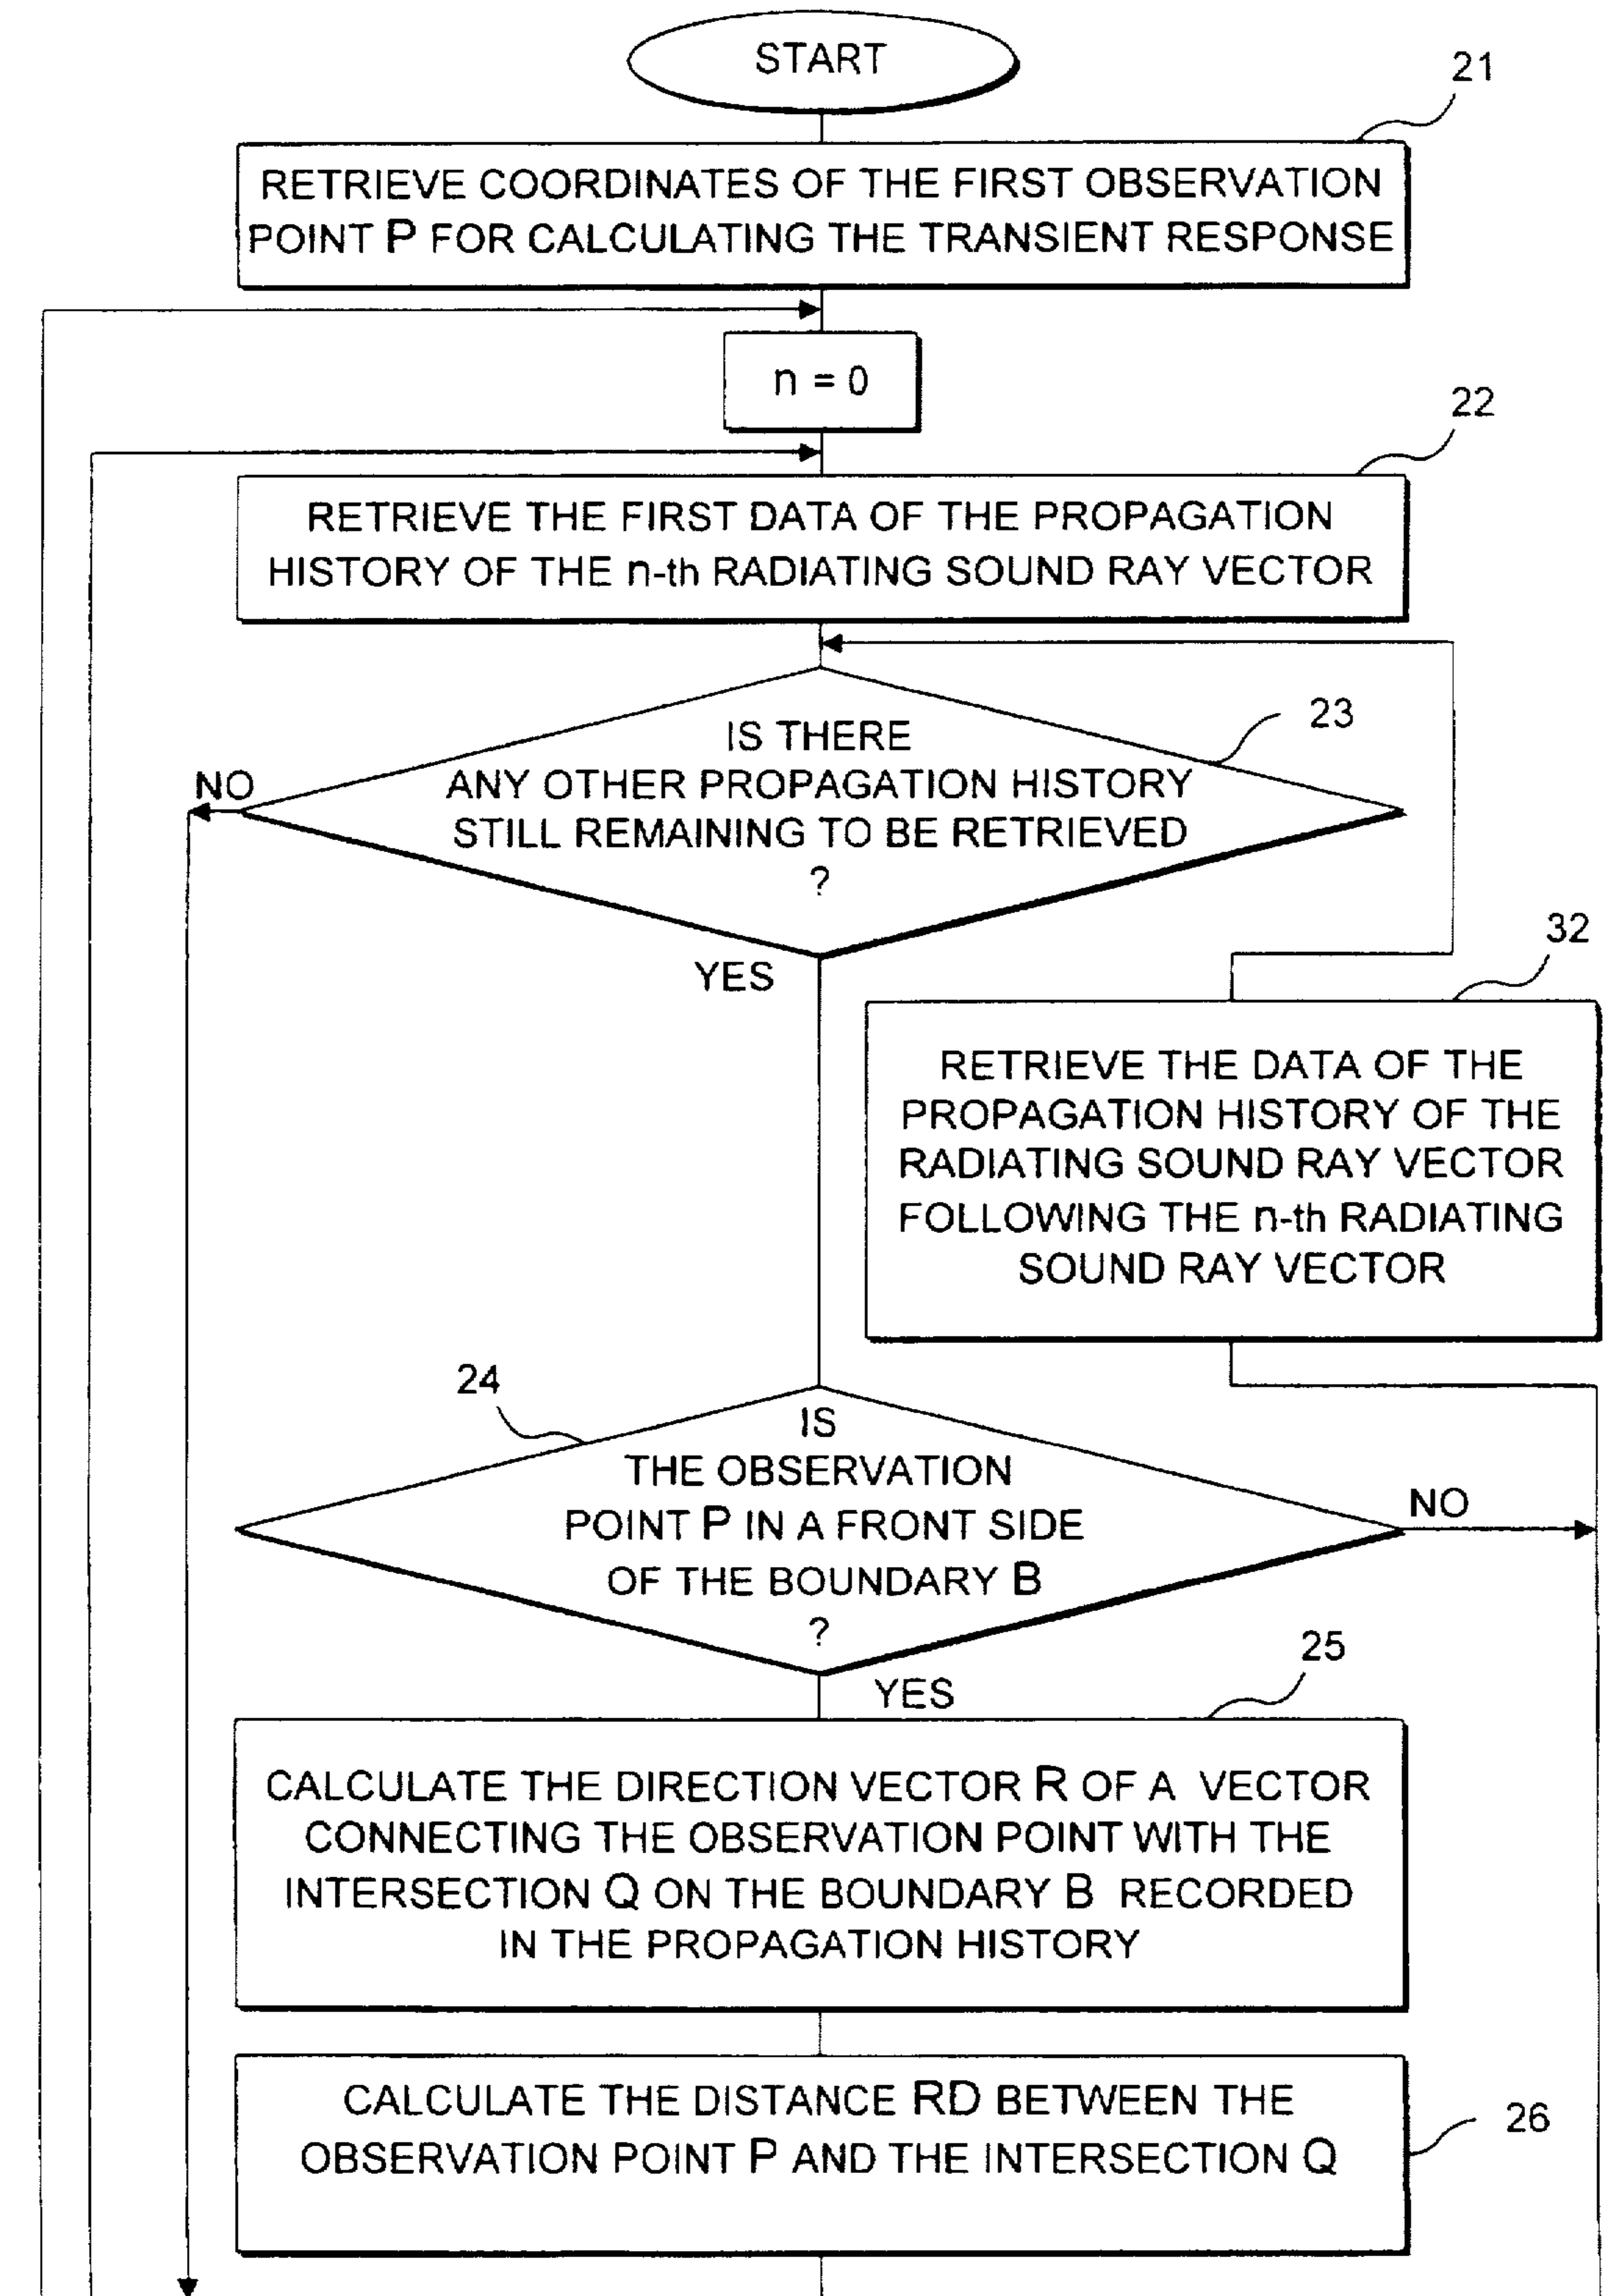 START
21
RETRIEVE COORDINATES OF THE FIRST OBSERVATION
POINT P FOR CALCULATING THE TRANSIENT RESPONSE
n = 0
22
RETRIEVE THE FIRST DATA OF THE PROPAGAGTION
HISTORY OF THE n-th RADIATING SOUND RAY VECTOR
23
IS THERE
ANY OTHER PROPAGATION HISTORY
STILL REMAINING TO BE RETRIEVED
?
NO
YES
32
RETRIEVE THE DATA OF THE
PROPAGATION HISTORY OF THE
RADIATING SOUND RAY VECTOR
FOLLOWING THE n-th RADIATING
SOUND RAY VECTOR
24
IS
THE OBSERVATION
POINT P IN A FRONT SIDE
OF THE BOUNDARY B
?
NO
YES
25
CALCULATE THE DIRECTION VECTOR R OF A VECTOR
CONNECTING THE OBSERVATION POINT WITH THE
INTERSECTION Q ON THE BOUNDARY B RECORDED
IN THE PROPAGATION HISTORY
CALCULATE THE DISTANCE RD BETWEEN THE
OBSERVATION POINT P AND THE INTERSECTION Q
26